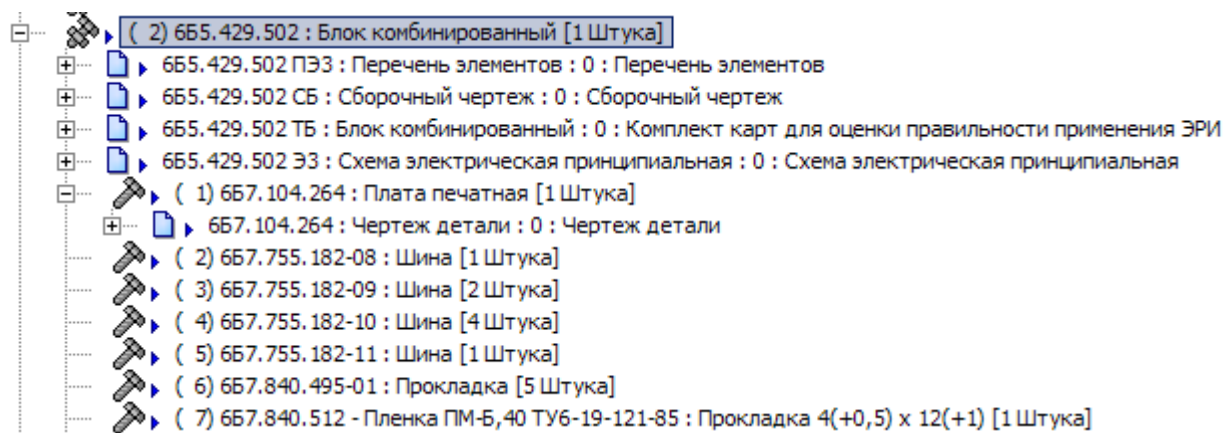 ( 2) 6Б5.429.502 : Блок комбинированный [1 Штука]
6Б5.429.502 ПЭ3 : Перечень элементов : 0 : Перечень элементов
6Б5.429.502 СБ : Сборочный чертеж : 0 : Сборочный чертеж
6Б5.429.502 ТБ : Блок комбинированный : 0 : Комплект карт для оценки правильности применения ЭРИ
6Б5.429.502 Э3 : Схема электрическая принципиальная : 0 : Схема электрическая принципиальная
( 1) 6Б7.104.264 : Плата печатная [1 Штука]
6Б7.104.264 : Чертеж детали : 0 : Чертеж детали
( 2) 6Б7.755.182-08 : Шина [1 Штука]
( 3) 6Б7.755.182-09 : Шина [2 Штука]
( 4) 6Б7.755.182-10 : Шина [4 Штука]
( 5) 6Б7.755.182-11 : Шина [1 Штука]
( 6) 6Б7.840.495-01 : Прокладка [5 Штука]
( 7) 6Б7.840.512 - Пленка ПМ-Б,40 ТУ6-19-121-85 : Прокладка 4(+0,5) х 12(+1) [1 Штука]